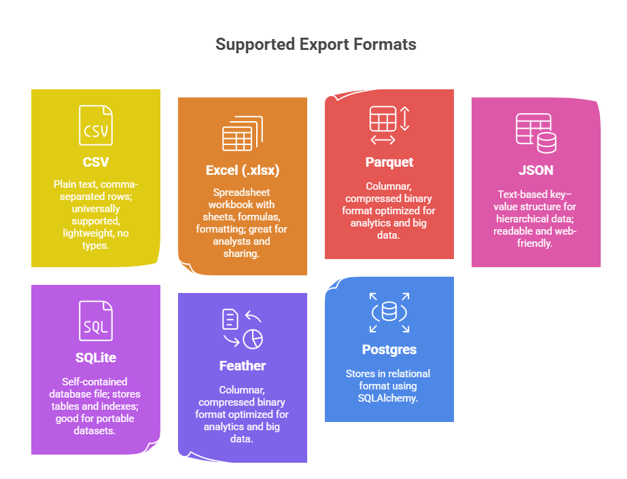 Supported Export Formats
CSV
CSV
Plain text, comma-
separated rows;
universally
supported,
lightweight, no
types.
Excel (.xlsx)
Spreadsheet
workbook with
sheets, formulas,
formatting; great for
analysts and
sharing.
Parquet
Columnar,
compressed binary
format optimized for
analytics and big
data.
JSON
Text-based key–
value structure for
hierarchical data;
readable and web-
friendly.
SQL
SQLite
Self-contained
database file; stores
tables and indexes;
good for portable
datasets.
Feather
Columnar,
compressed binary
format optimized for
analytics and big
data.
Postgres
Stores in relational
format using
SQLAlchemy.